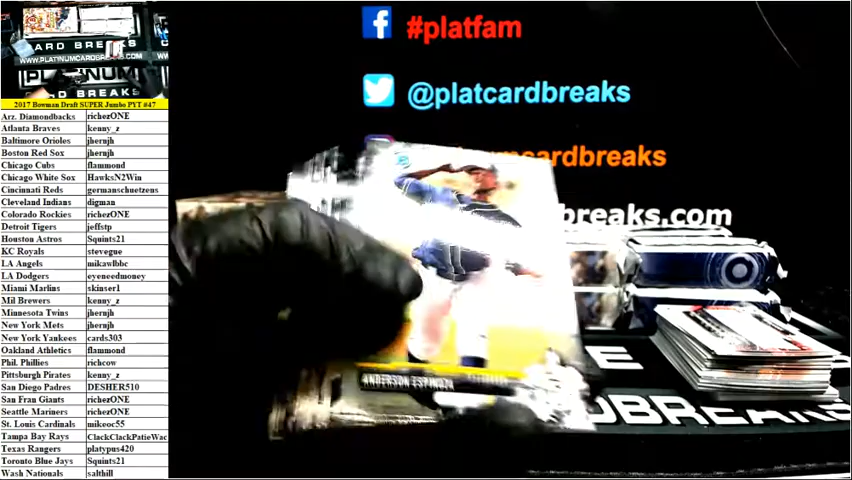 CARD BREAKS
WWW.PLATINUMCARDBREAKS.COM
PLATINUM
CARD BREAKS
2017 Bowman Draft SUPER Jumbo PYT #47
Arz. Diamondbacks richezONE
Atlanta Braves kenny_z
Baltimore Orioles jhernjh
Boston Red Sox jhernjh
Chicago Cubs flammond
Chicago White Sox HawksN2Win
Cincinnati Reds germanschuetzens
Cleveland Indians digman
Colorado Rockies richezONE
Detroit Tigers jeffstp
Houston Astros Squints21
KC Royals stevegue
LA Angels mikawlbbc
LA Dodgers eyeneedmoney
Miami Marlins skinser1
Mil Brewers kenny_z
Minnesota Twins jhernjh
New York Mets jhernjh
New York Yankees cards303
Oakland Athletics flammond
Phil. Phillies richcow
Pittsburgh Pirates kenny_z
San Diego Padres DESHER510
San Fran Giants richezONE
Seattle Mariners richezONE
St. Louis Cardinals mikeoc55
Tampa Bay Rays ClackClackPatieWac
Texas Rangers platypus420
Toronto Blue Jays Squints21
Wash Nationals salthill
#platfam
@platcardbreaks
mcardbreaks
breaks.com
ANDERSON ESPINOZA